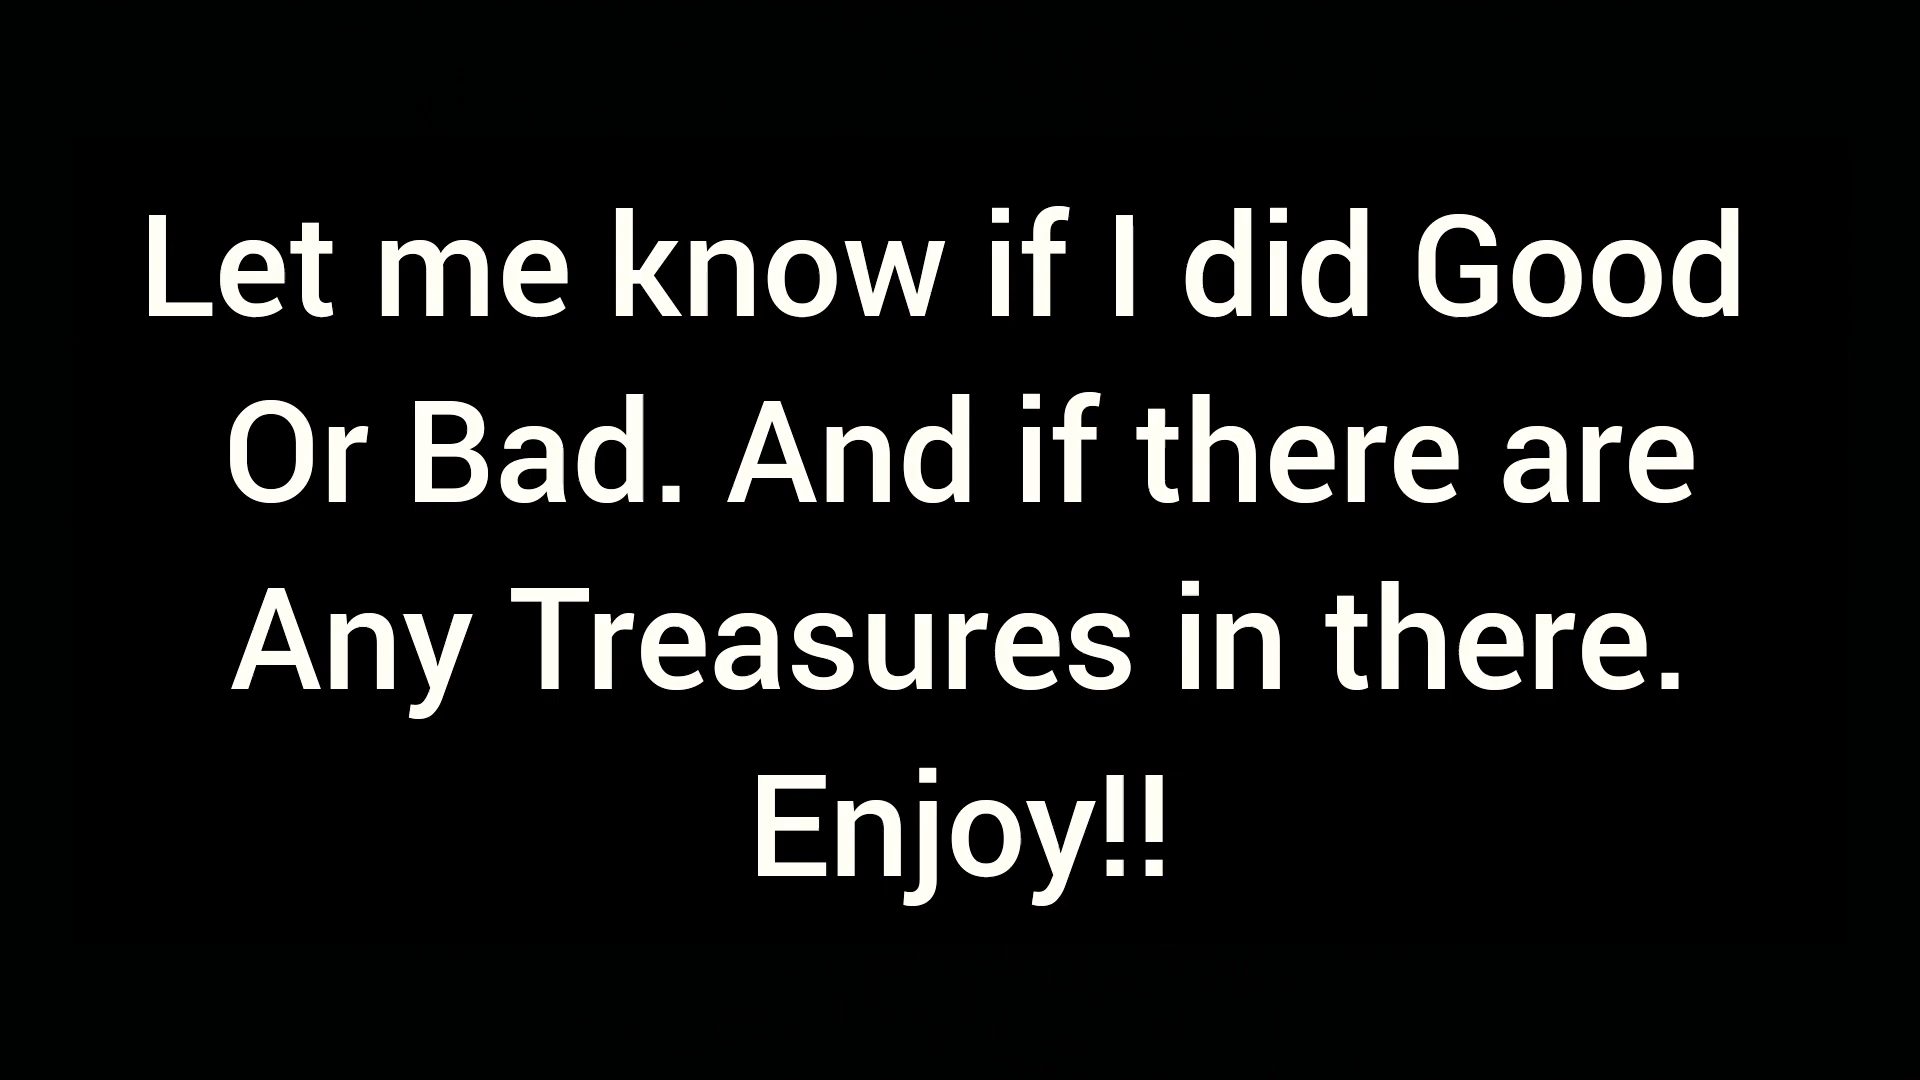 Let me know if I did Good
Or Bad. And if there are
Any Treasures in there.
Enjoy!!